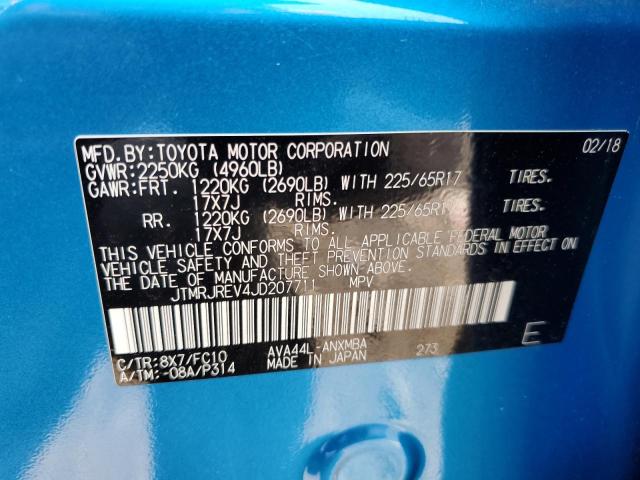 MFD.BY:TOYOTA MOTOR CORPORATION 02/18
GVWR:2250KG (4960LB)
GAWR:FRT. 1220KG (2690LB) WITH 225/65R17 TIRES.
17X7J RIMS.
RR. 1220KG (2690LB) WITH 225/65R17 TIRES.
17X7J RIMS.
THIS VEHICLE CONFORMS TO ALL APPLICABLE FEDERAL MOTOR
VEHICLE SAFETY AND THEFT PREVENTION STANDARDS IN EFFECT ON
THE DATE OF MANUFACTURE SHOWN ABOVE.
JTMRJREV4JD207711 MPV
C/TR:8X7/FC10 AVA44L-ANXMBA 273 E
A/TM:-08A/P314 MADE IN JAPAN